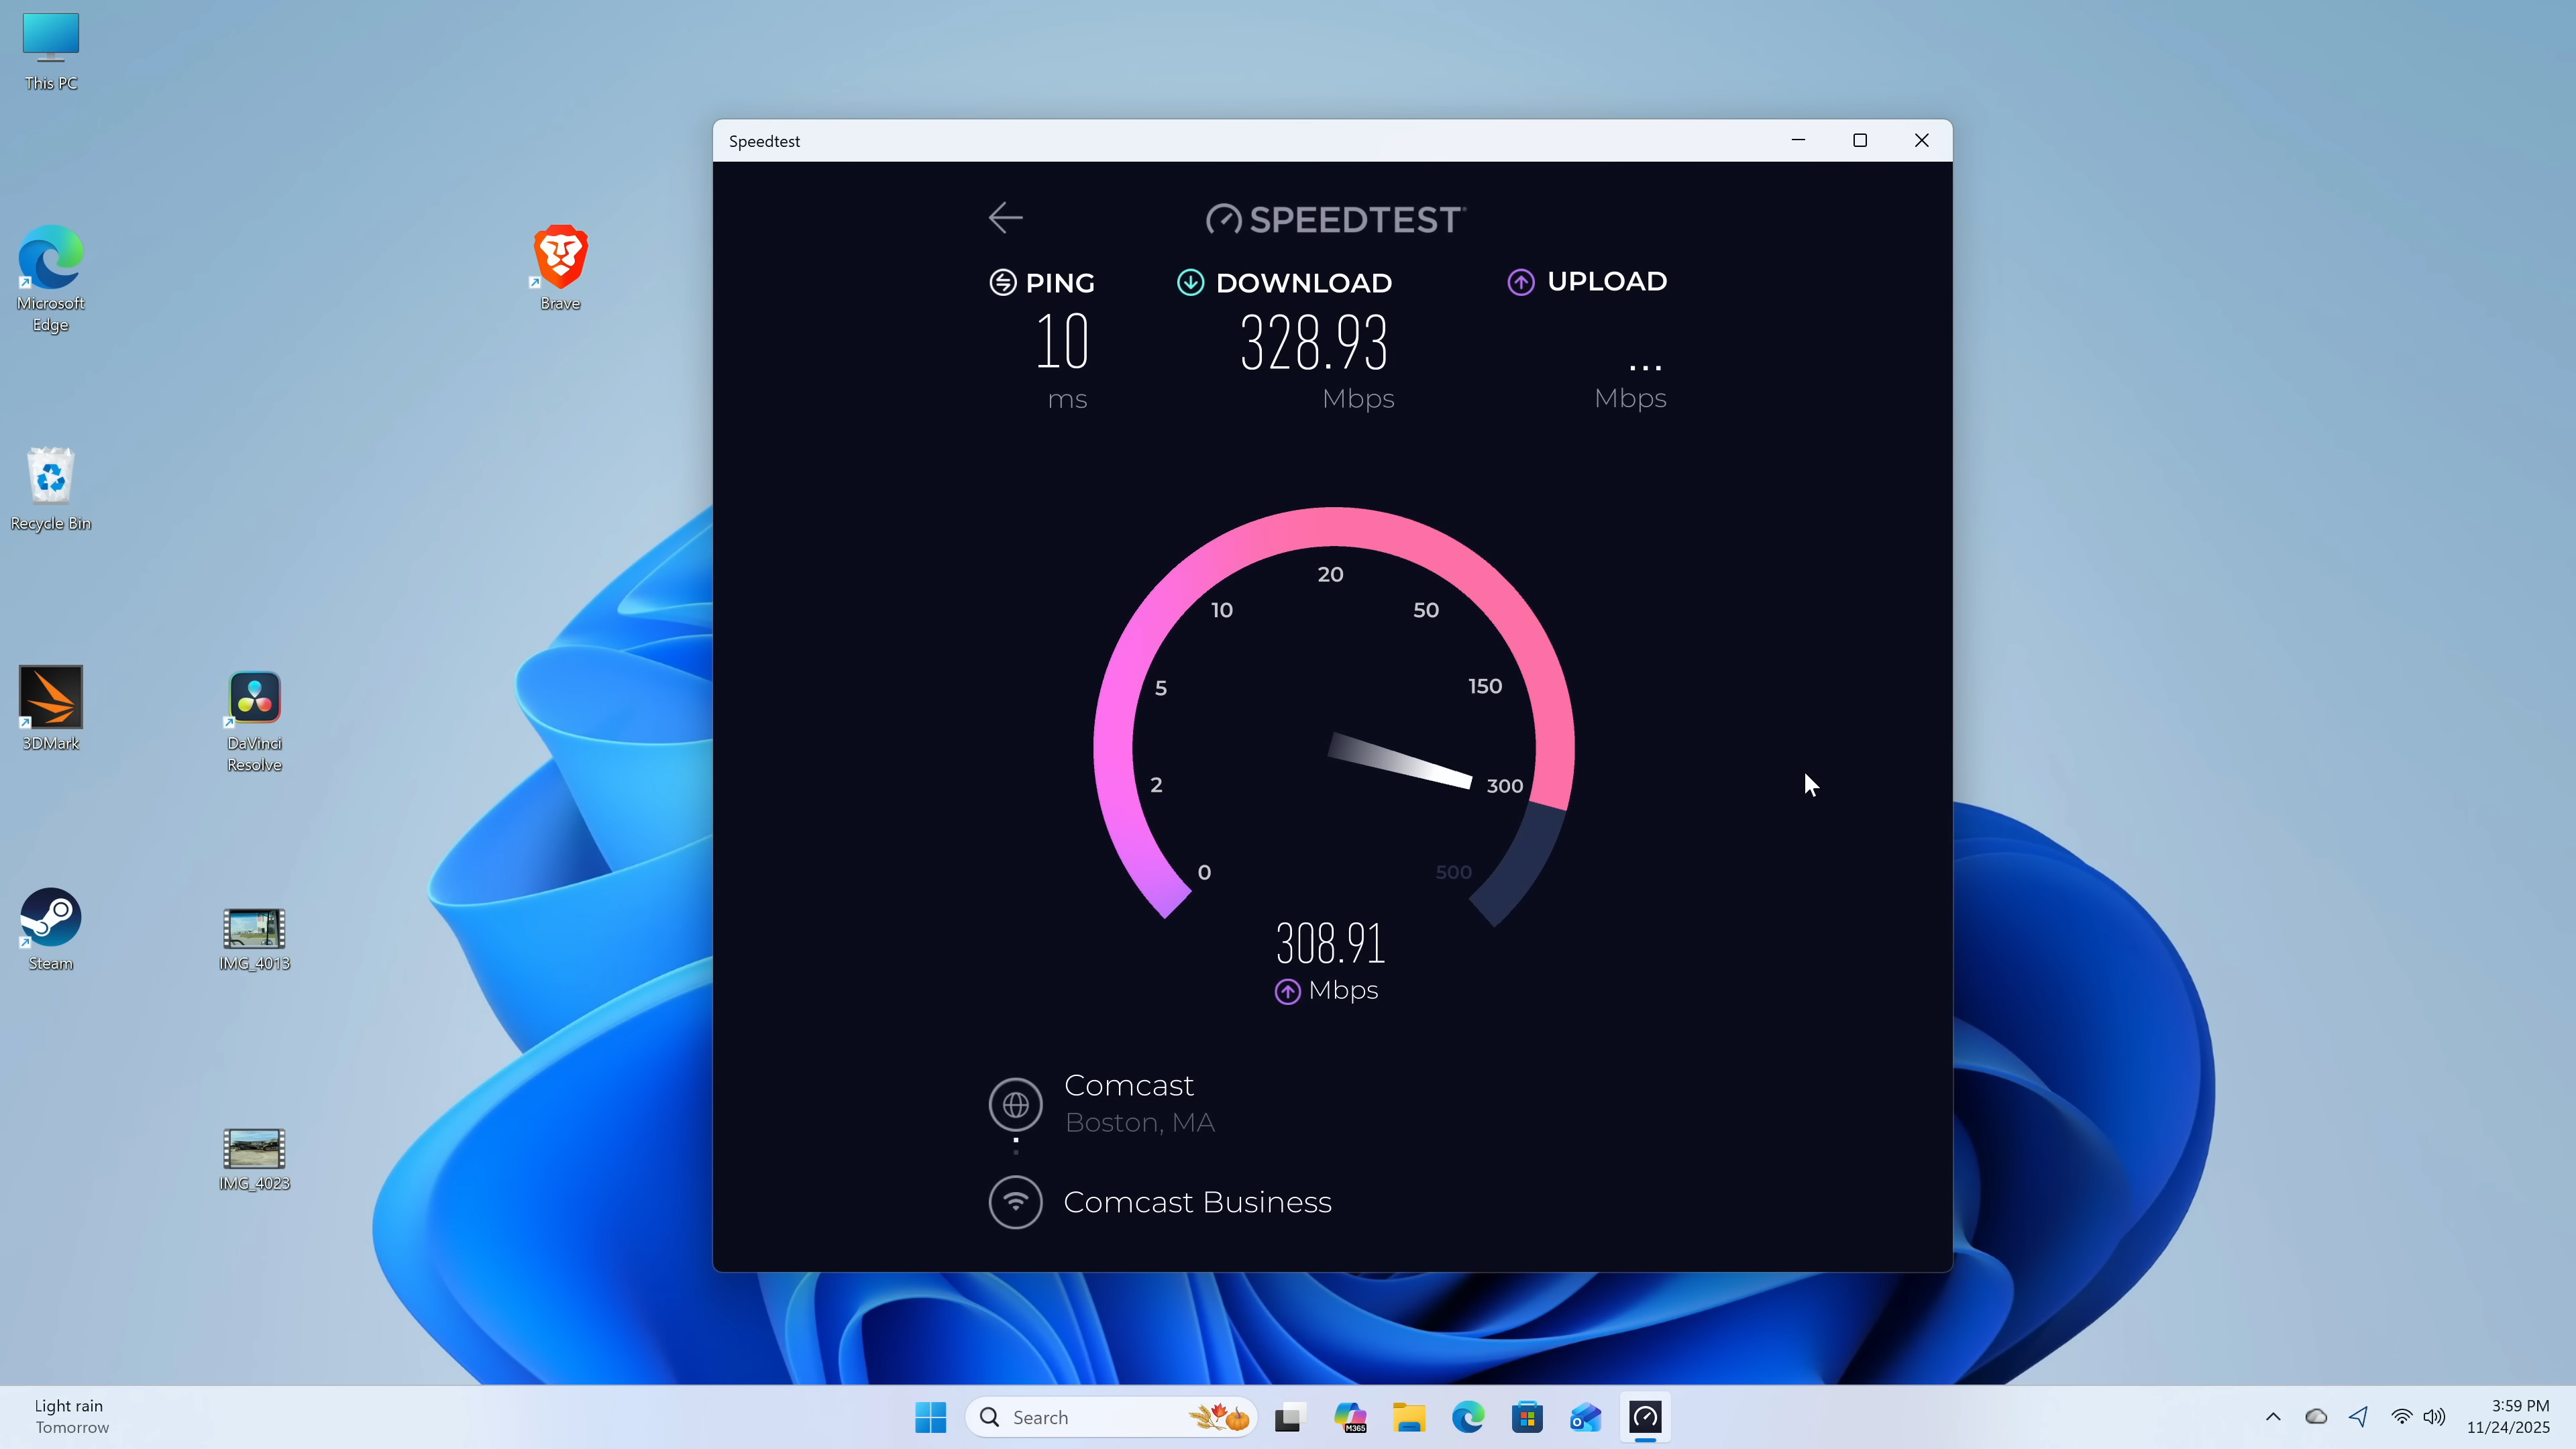 This PC
Microsoft
Edge
Brave
Recycle Bin
3DMark
DaVinci
Resolve
Steam
IMG_4013
IMG_4023
Speedtest
SPEEDTEST
PING
10
ms
DOWNLOAD
328.93
Mbps
UPLOAD
...
Mbps
0
2
5
10
20
50
150
300
500
308.91
Mbps
Comcast
Boston, MA
Comcast Business
Light rain
Tomorrow
Search
M365
3:59 PM
11/24/2025